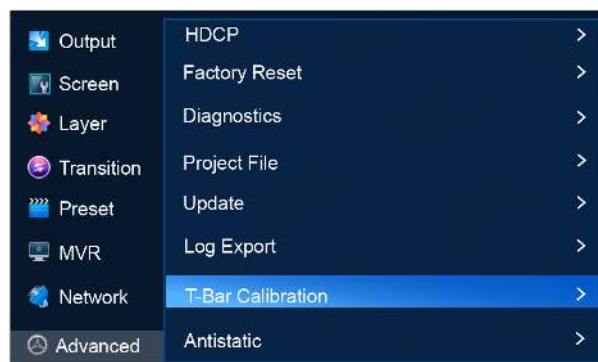 Output
Screen
Layer
Transition
Preset
MVR
Network
Advanced
HDCP
Factory Reset
Diagnostics
Project File
Update
Log Export
T-Bar Calibration
Antistatic